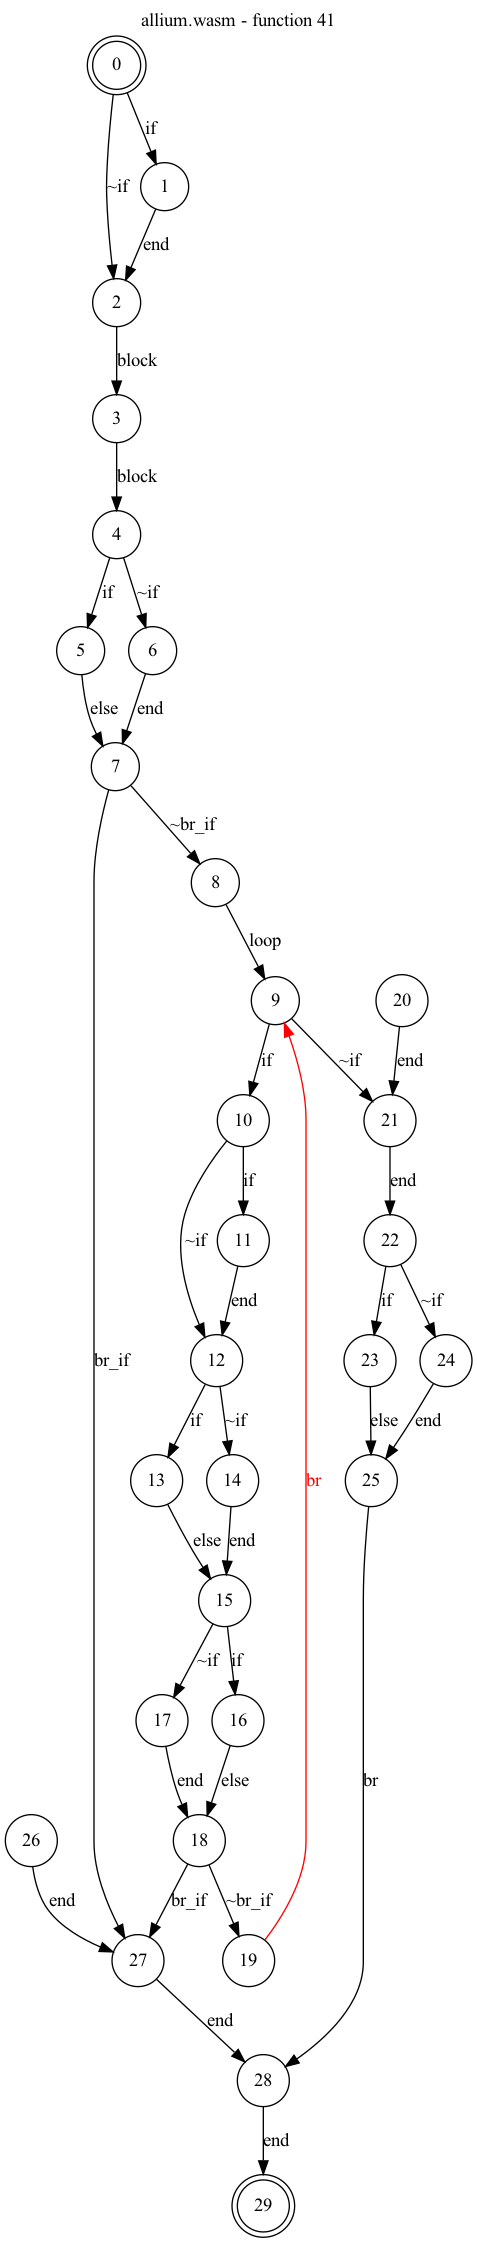 allium.wasm - function 41
0
if
~if
1
end
2
block
3
block
4
if
~if
5
6
else
end
7
~br_if
8
loop
9
20
if
~if
end
10
21
if
end
~if
11
22
end
if
~if
br_if
12
23
24
if
~if
else
end
13
14
25
br
else
end
15
~if
if
17
16
end
else
br
26
18
end
br_if
~br_if
27
19
end
28
end
29